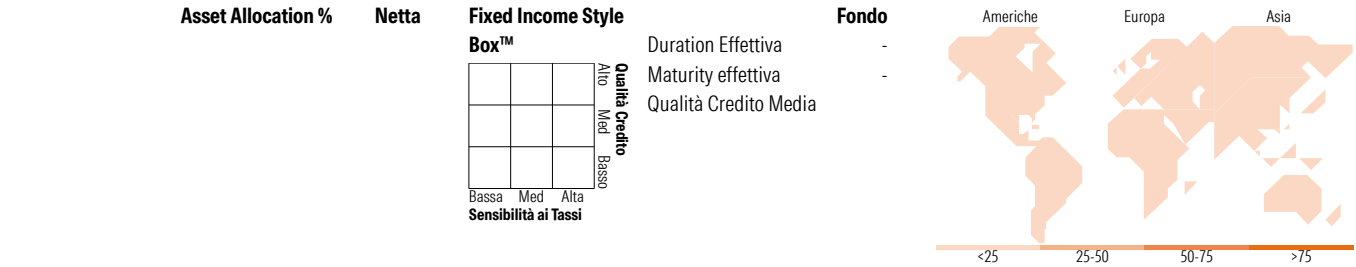 Asset Allocation % Netta
Fixed Income Style Box™
Alto Med Basso
Qualità Credito
Bassa Med Alta
Sensibilità ai Tassi
Fondo
Duration Effettiva -
Maturity effettiva -
Qualità Credito Media
Americhe Europa Asia
<25 25-50 50-75 >75